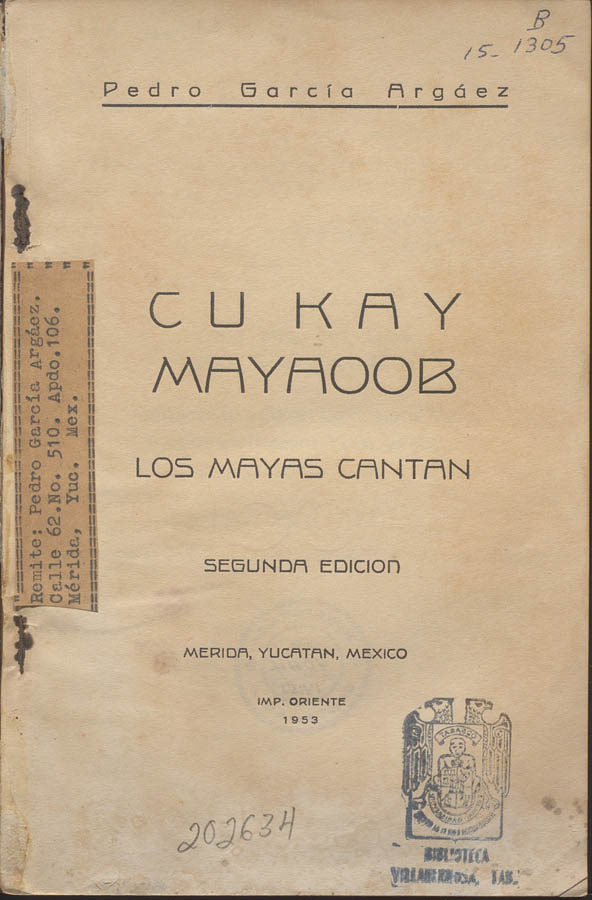 B
15- 1305
Pedro García Argáez
CU KAY
MAYAOOB
LOS MAYAS CANTAN
SEGUNDA EDICION
MERIDA, YUCATAN, MEXICO
IMP. ORIENTE
1953
Remite: Pedro García Argáez.
Calle 62.No. 510. Apdo.106.
Mérida, Yuc. Mex.
202634
TABASCO
BIBLIOTECA
VILLAHERMOSA, TAB.